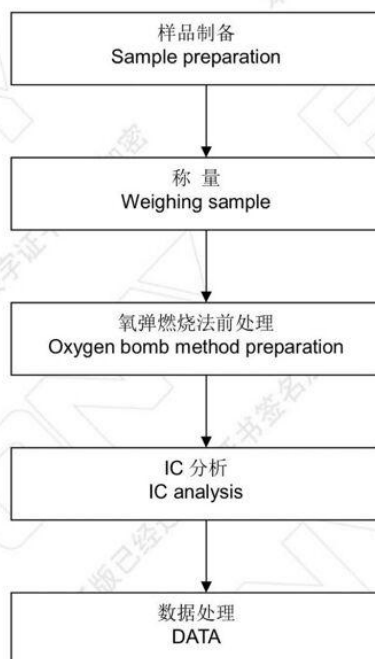 样品制备
Sample preparation
称 量
Weighing sample
氧弹燃烧法前处理
Oxygen bomb method preparation
IC 分析
IC analysis
数据处理
DATA